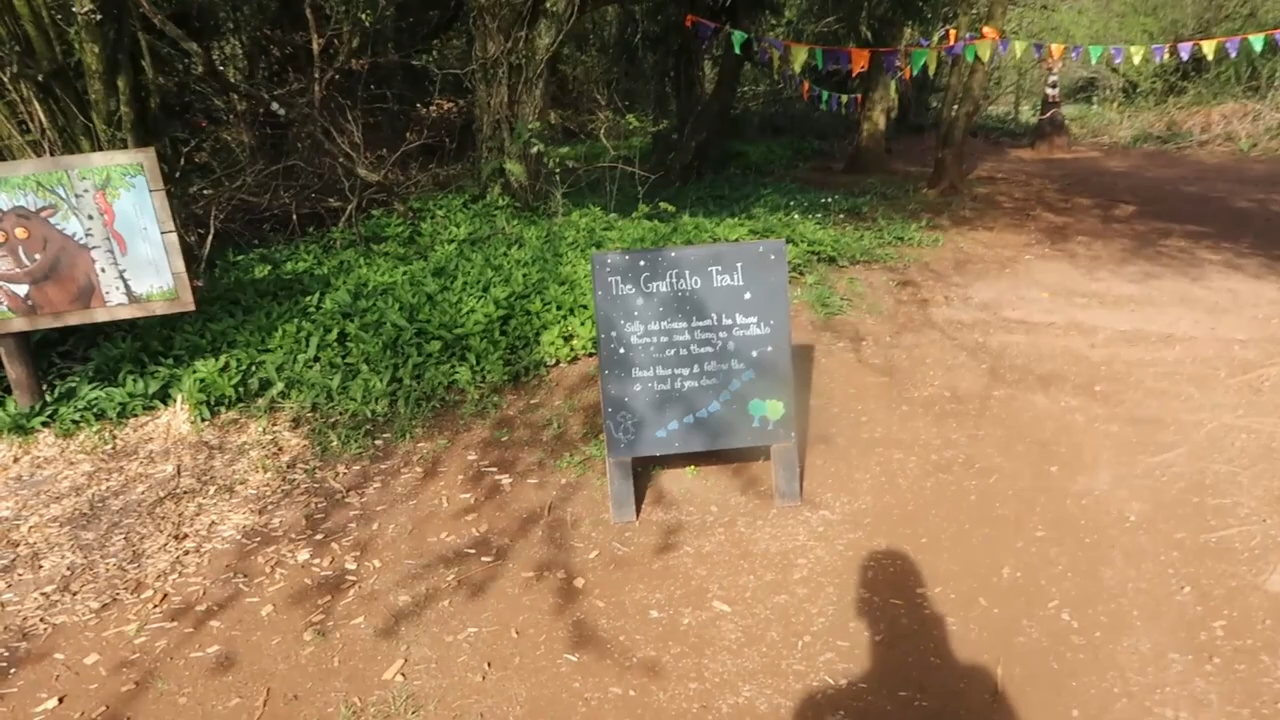 The Gruffalo Trail
Silly old Mouse doesn't he know
there's no such thing as Gruffalo
...or is there?
Head this way & follow the
trail if you dare